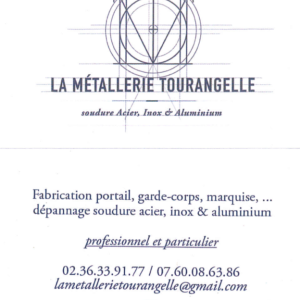 LA MÉTALLERIE TOURANGELLE
soudure Acier, Inox & Aluminium
Fabrication portail, garde-corps, marquise, ...
dépannage soudure acier, inox & aluminium
professionnel et particulier
02.36.33.91.77 / 07.60.08.63.86
lametallerietourangelle@gmail.com